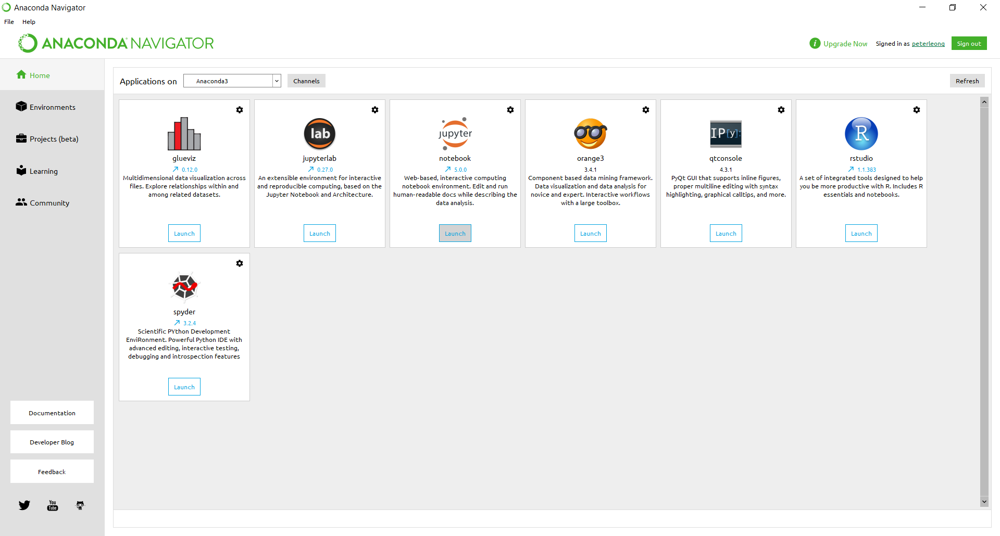 Anaconda Navigator
File Help
ANACONDA NAVIGATOR
i Upgrade Now Signed in as peterleong Sign out
Home
Environments
Projects (beta)
Learning
Community
Documentation
Developer Blog
Feedback
You
Tube
Applications on Anaconda3 Channels Refresh
glueviz
0.12.0
Multidimensional data visualization across
files. Explore relationships within and
among related datasets.
Launch
lab
jupyterlab
0.27.0
An extensible environment for interactive
and reproducible computing, based on the
Jupyter Notebook and Architecture.
Launch
jupyter
notebook
5.0.0
Web-based, interactive computing
notebook environment. Edit and run
human-readable docs while describing the
data analysis.
Launch
orange3
3.4.1
Component based data mining framework.
Data visualization and data analysis for
novice and expert. Interactive workflows
with a large toolbox.
Launch
IP[y]:
qtconsole
4.3.1
PyQt GUI that supports inline figures,
proper multiline editing with syntax
highlighting, graphical calltips, and more.
Launch
R
rstudio
1.1.383
A set of integrated tools designed to help
you be more productive with R. Includes R
essentials and notebooks.
Launch
spyder
3.2.4
Scientific PYthon Development
EnviRonment. Powerful Python IDE with
advanced editing, interactive testing,
debugging and introspection features
Launch